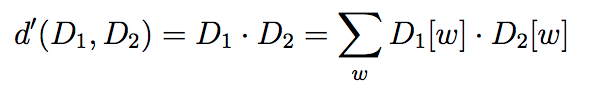 d′(D₁, D₂) = D₁ · D₂ = ∑_w D₁[w] · D₂[w]